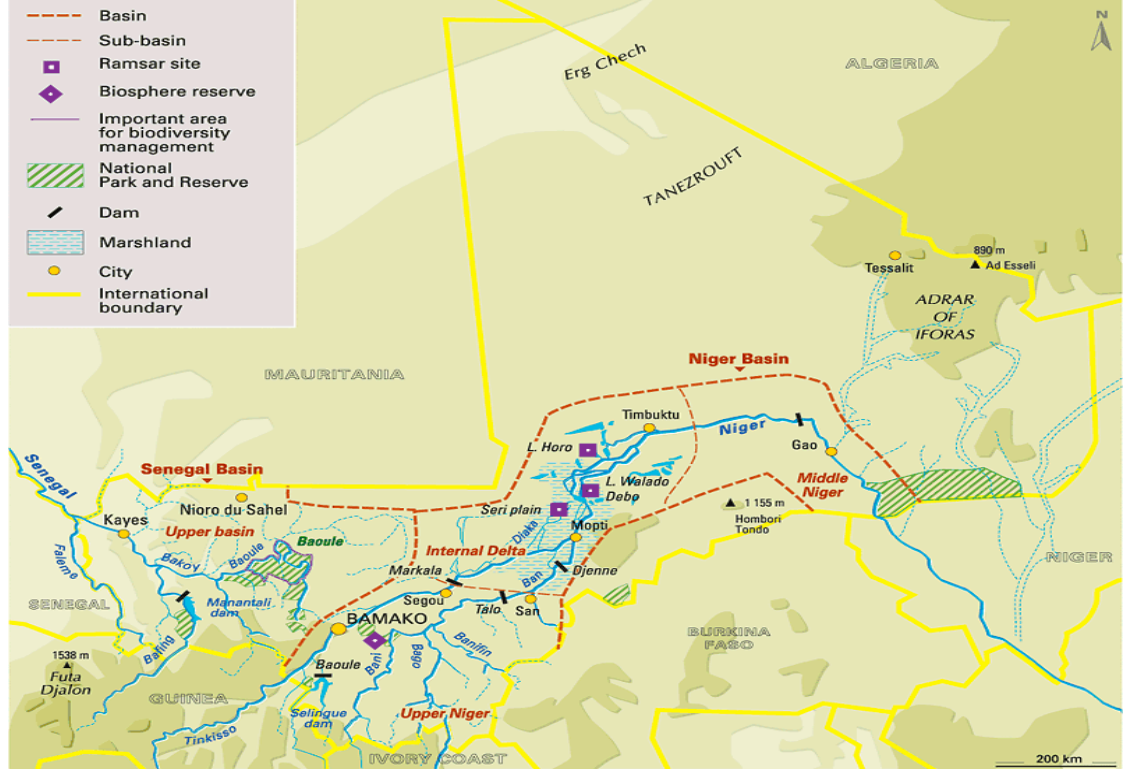 Basin
Sub-basin
Ramsar site
Biosphere reserve
Important area
for biodiversity
management
National
Park and Reserve
Dam
Marshland
City
International
boundary
N
Erg Chech
ALGERIA
TANEZROUFT
890 m
Ad Esseli
Tessalit
ADRAR
OF
IFORAS
MAURITANIA
Niger Basin
Timbuktu
Niger
L. Horo
Gao
Senegal
Senegal Basin
L. Walado
Debo
Middle
Niger
Nioro du Sahel
Seri plain
1 155 m
Hombori
Tondo
Kayes
Upper basin
Mopti
Diaka
Baoule
Baoule
Internal Delta
Faleme
Bakoy
Markala
Ban
Djenne
NIGER
SENEGAL
Manantali
dam
Segou
Talo
San
BAMAKO
BURKINA
FASO
Bafing
Banifin
1538 m
Futa
Djalon
Baoule
Bani
Bago
GUINEA
Selingue
dam
Upper Niger
Tinkisso
IVORY COAST
200 km